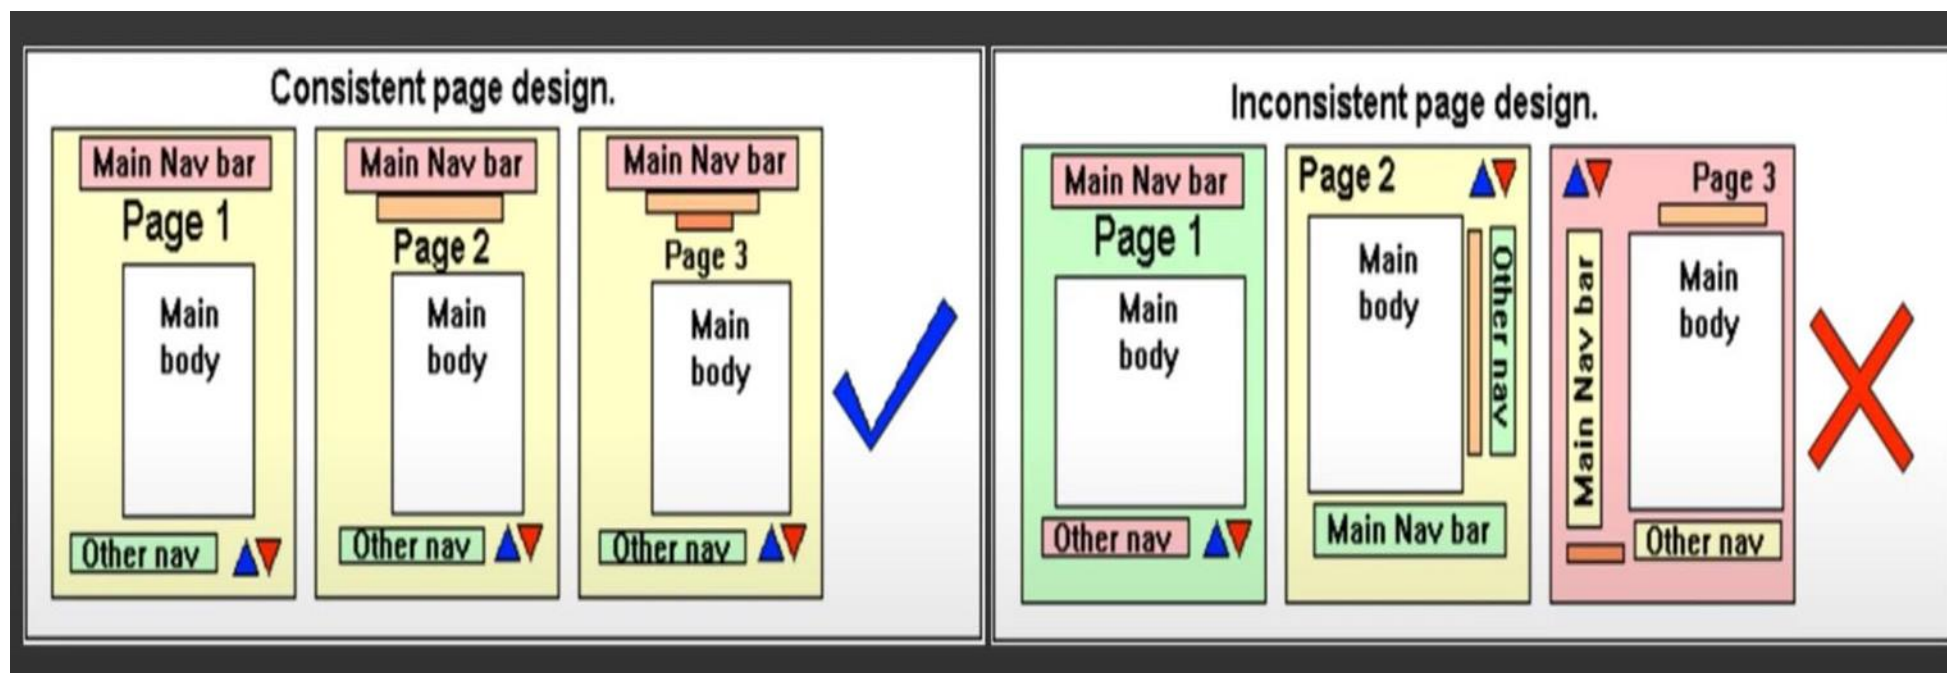 Consistent page design.
Main Nav bar
Page 1
Main
body
Other nav
Main Nav bar
Page 2
Main
body
Other nav
Main Nav bar
Page 3
Main
body
Other nav
Inconsistent page design.
Main Nav bar
Page 1
Main
body
Other nav
Page 2
Main
body
Other nav
Main Nav bar
Page 3
Main Nav bar
Main
body
Other nav